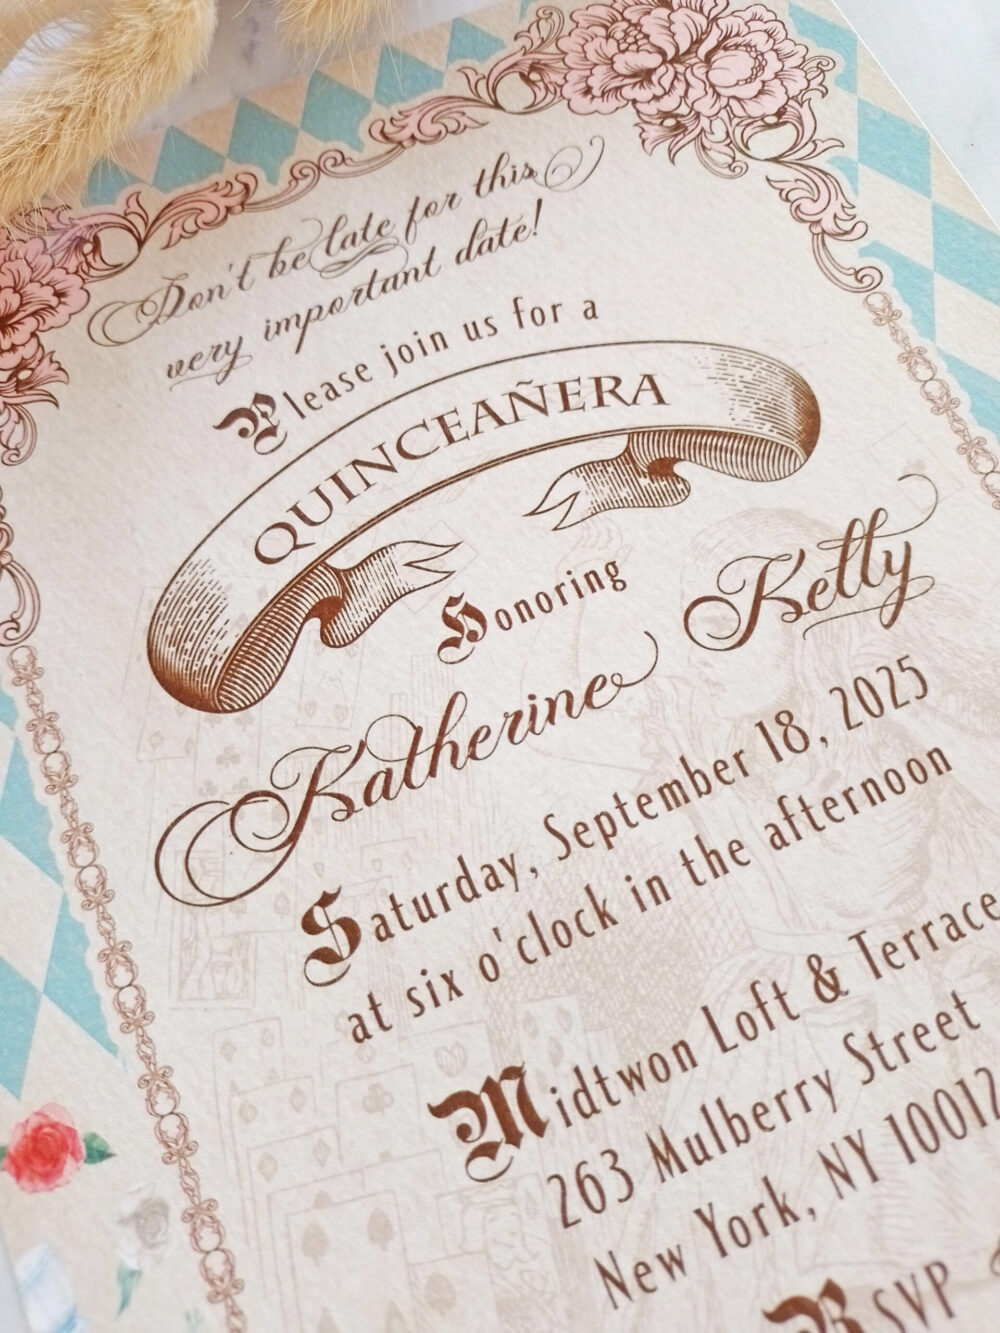 Don't be late for this
very important date!
Please join us for a
QUINCEAÑERA
Honoring
Katherine Kelly
Saturday, September 18, 2025
at six o'clock in the afternoon
Midtwon Loft & Terrace
263 Mulberry Street
New York, NY 10012
RSVP